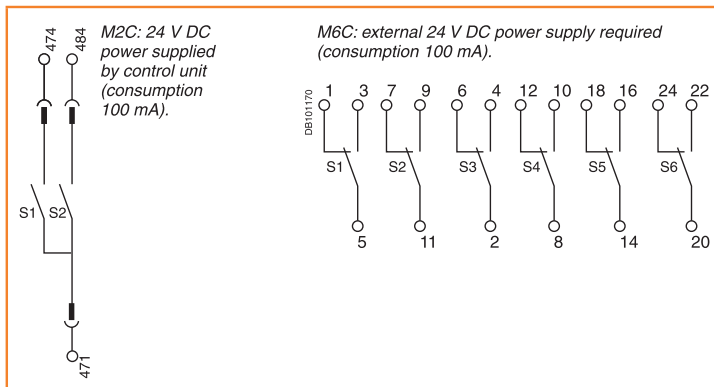 474 484
M2C: 24 V DC
power supplied
by control unit
(consumption
100 mA).
S1 S2
471
M6C: external 24 V DC power supply required
(consumption 100 mA).
DB101170
1 3 7 9 6 4 12 10 18 16 24 22
S1 S2 S3 S4 S5 S6
5 11 2 8 14 20